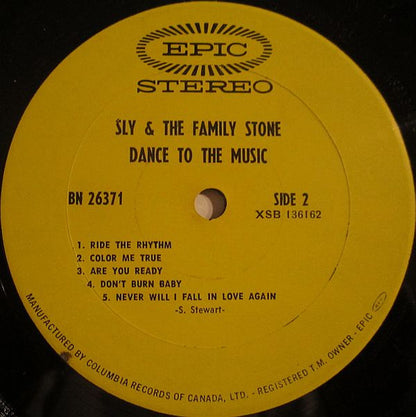 EPIC
STEREO
SLY & THE FAMILY STONE
DANCE TO THE MUSIC
BN 26371
SIDE 2
XSB 136162
1. RIDE THE RHYTHM
2. COLOR ME TRUE
3. ARE YOU READY
4. DON'T BURN BABY
5. NEVER WILL I FALL IN LOVE AGAIN
-S. Stewart-
MANUFACTURED BY COLUMBIA RECORDS OF CANADA, LTD. - REGISTERED T.M. OWNER - EPIC